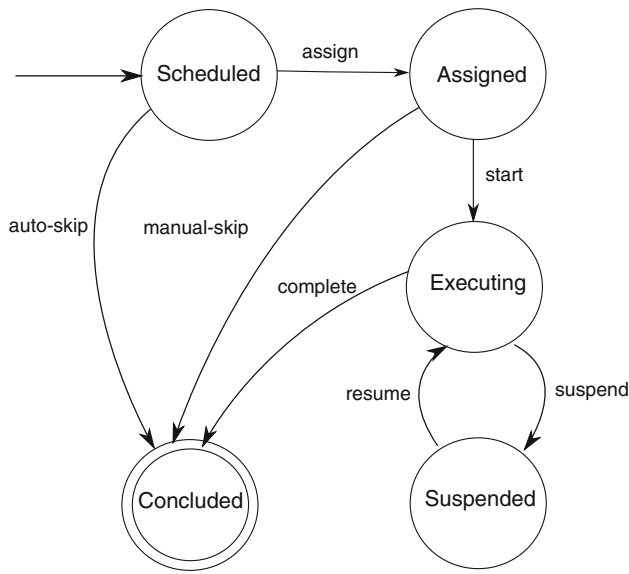 assign
Scheduled
Assigned
start
auto-skip
manual-skip
complete
Executing
resume
suspend
Concluded
Suspended